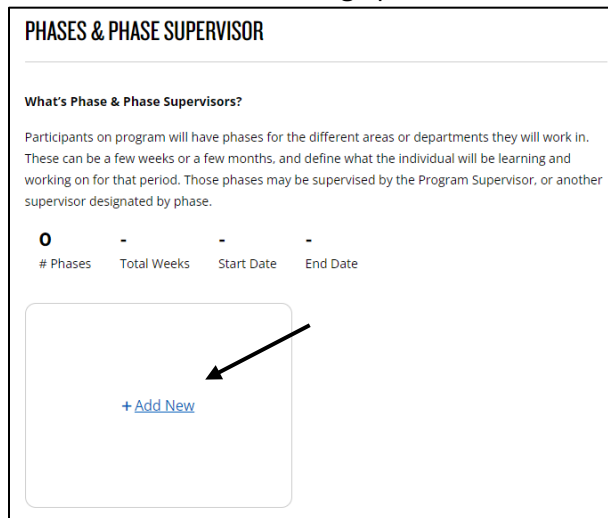 PHASES & PHASE SUPERVISOR
What's Phase & Phase Supervisors?
Participants on program will have phases for the different areas or departments they will work in.
These can be a few weeks or a few months, and define what the individual will be learning and
working on for that period. Those phases may be supervised by the Program Supervisor, or another
supervisor designated by phase.
0 - - -
# Phases Total Weeks Start Date End Date
+ Add New